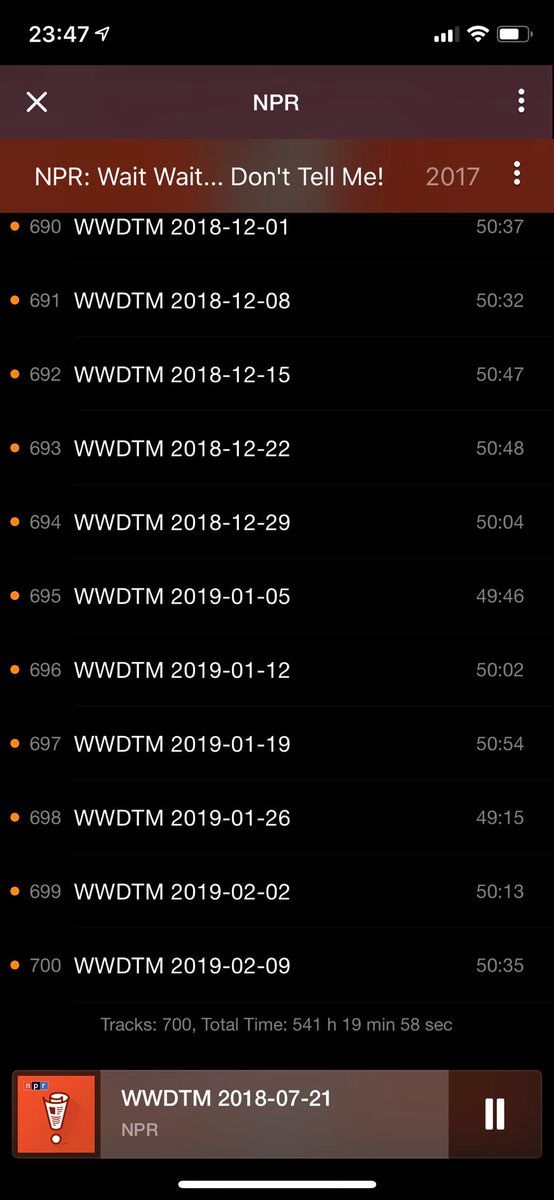 23:47
NPR
NPR: Wait Wait... Don't Tell Me! 2017
690 WWDTM 2018-12-01 50:37
691 WWDTM 2018-12-08 50:32
692 WWDTM 2018-12-15 50:47
693 WWDTM 2018-12-22 50:48
694 WWDTM 2018-12-29 50:04
695 WWDTM 2019-01-05 49:46
696 WWDTM 2019-01-12 50:02
697 WWDTM 2019-01-19 50:54
698 WWDTM 2019-01-26 49:15
699 WWDTM 2019-02-02 50:13
700 WWDTM 2019-02-09 50:35
Tracks: 700, Total Time: 541 h 19 min 58 sec
npr
WWDTM 2018-07-21
NPR